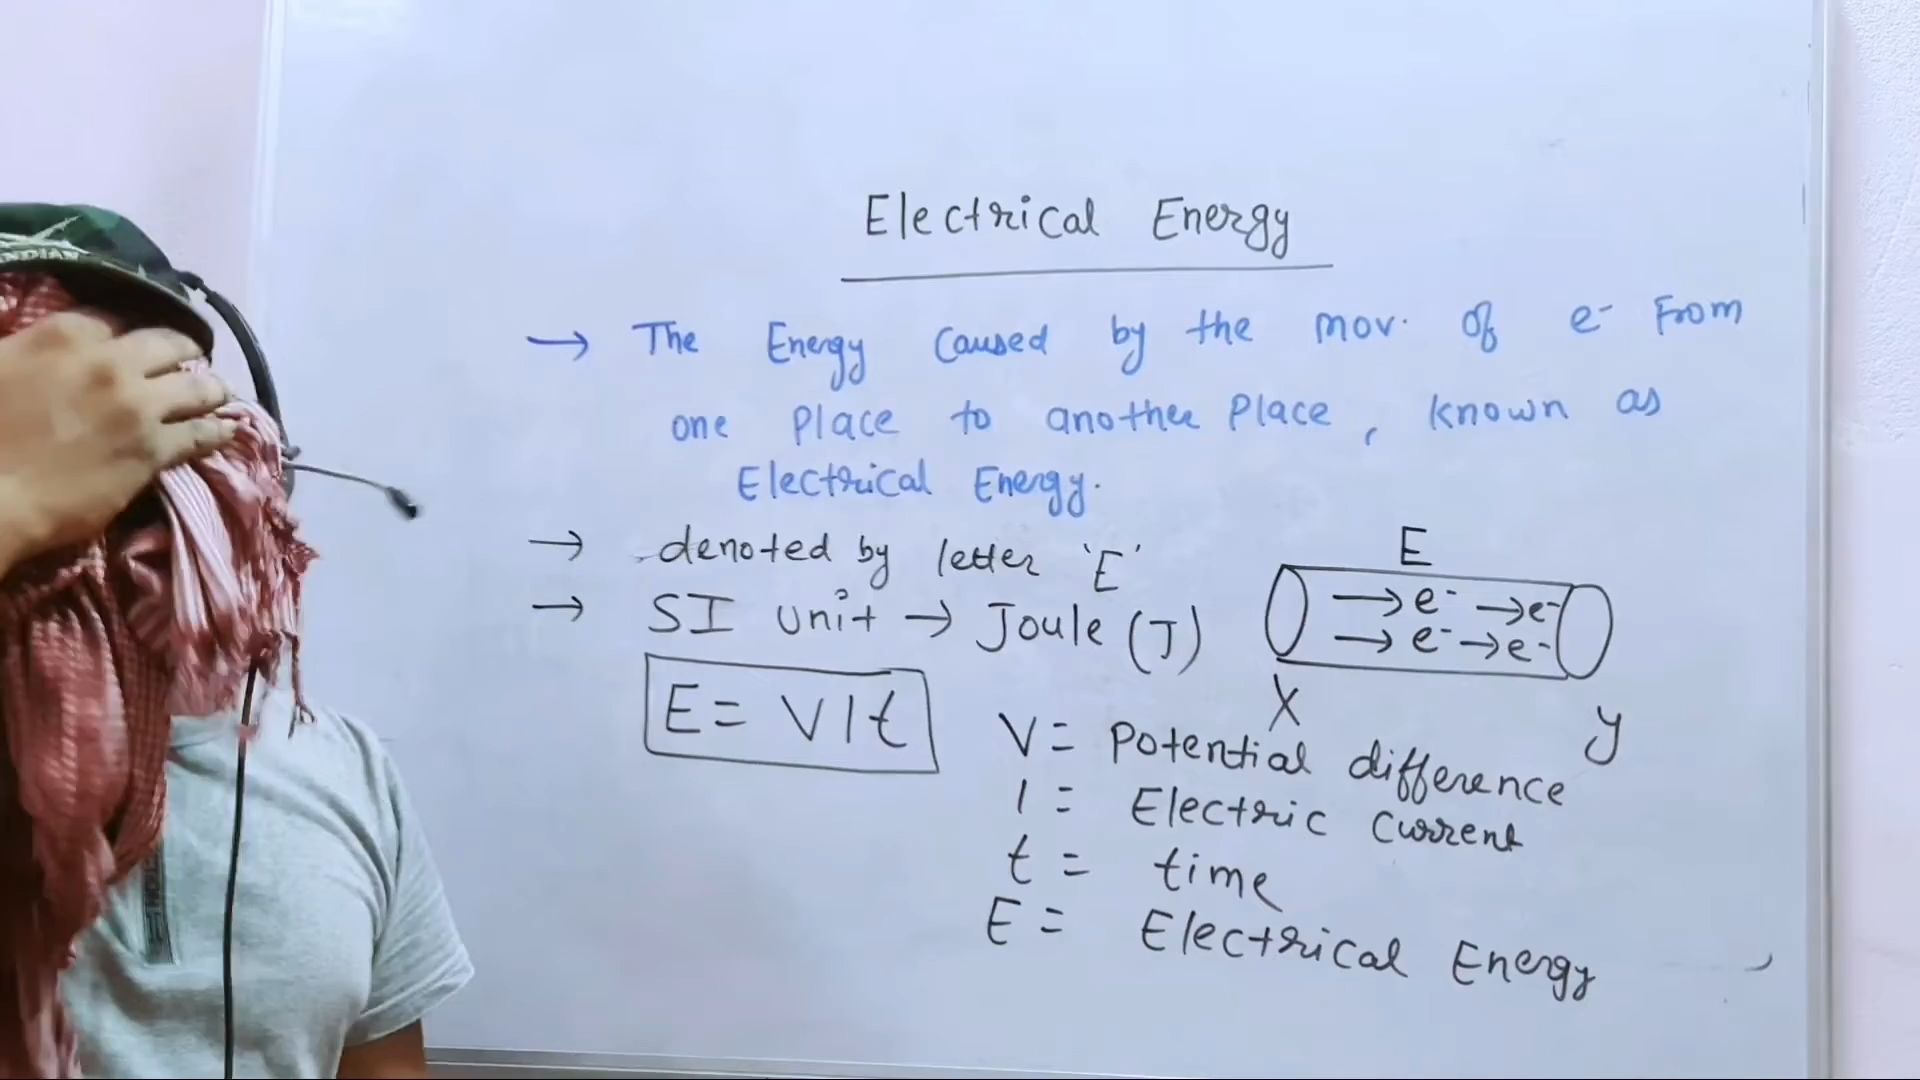 INDIAN
Electrical Energy
→ The Energy Caused by the mov. of e⁻ From
one Place to another Place, known as
Electrical Energy.
→ denoted by letter 'E'
→ SI unit → Joule (J)
E = VIt
E
→ e⁻ → e⁻
→ e⁻ → e⁻
X
y
V = Potential difference
I = Electric Current
t = time
E = Electrical Energy